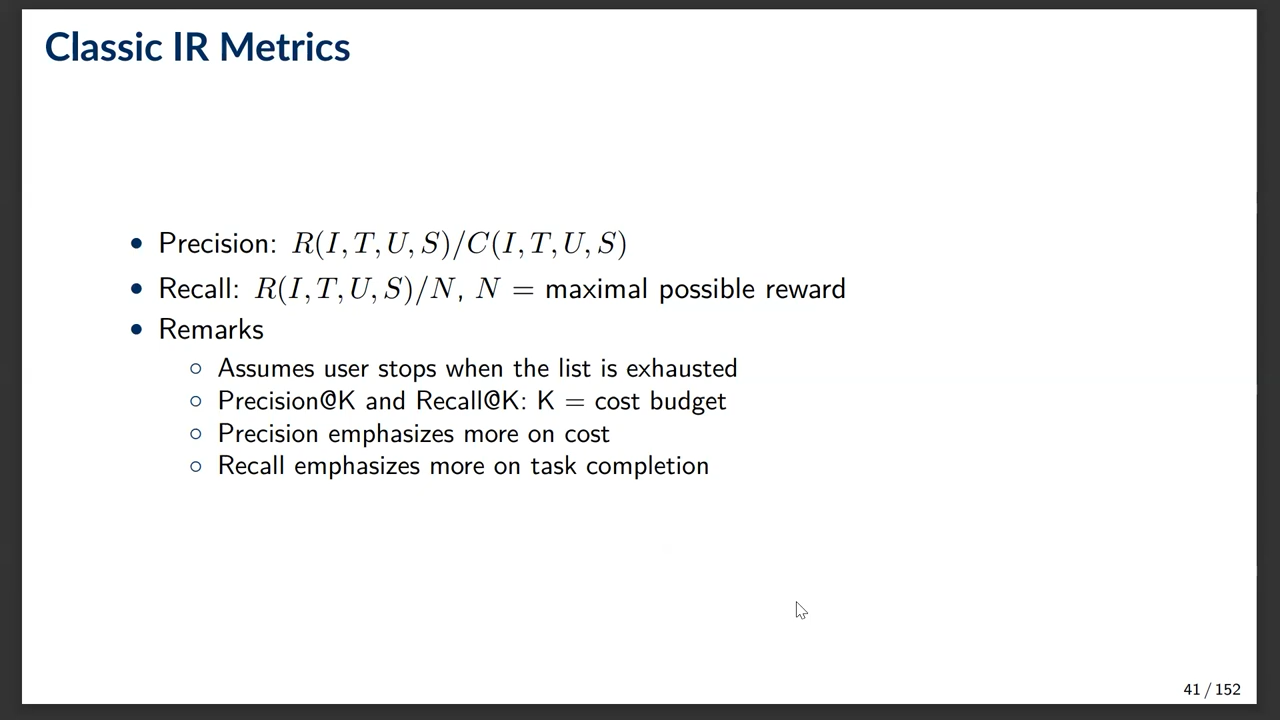 Classic IR Metrics
• Precision: R(I, T, U, S)/C(I, T, U, S)
• Recall: R(I, T, U, S)/N, N = maximal possible reward
• Remarks
○ Assumes user stops when the list is exhausted
○ Precision@K and Recall@K: K = cost budget
○ Precision emphasizes more on cost
○ Recall emphasizes more on task completion
41 / 152